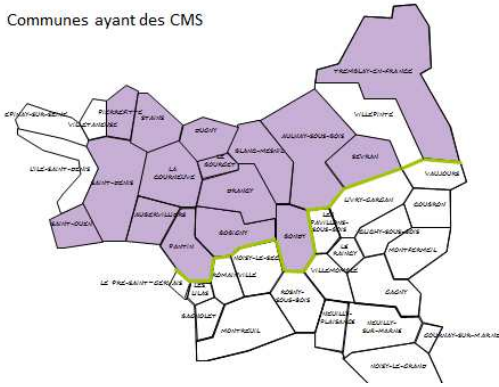 Communes ayant des CMS
TREMBLAY-EN-FRANCE
EPINAY-SUR-SEINE
PIERREFITTE
VILLETANEUSE
STAINS
DUGNY
VILLEPINTE
L'ILE-SAINT-DENIS
SAINT-DENIS
LA
COURNEUVE
LE
BOURGET
BLANC-MESNIL
AULNAY-SOUS-BOIS
SEVRAN
VAUJOURS
DRANCY
LIVRY-GARGAN
COUBRON
SAINT-OUEN
AUBERVILLIERS
BOBIGNY
BONDY
LES
PAVILLONS-
SOUS-BOIS
CLICHY-SOUS-BOIS
LE
RAINCY
MONTFERMEIL
PANTIN
NOISY-LE-SEC
ROMAINVILLE
VILLEMOMBLE
LE PRE-SAINT-GERVAIS
LES
LILAS
GAGNY
ROSNY-
SOUS-BOIS
BAGNOLET
MONTREUIL
NEUILLY-
PLAISANCE
NEUILLY-
SUR-MARNE
GOURNAY-SUR-MARNE
NOISY-LE-GRAND